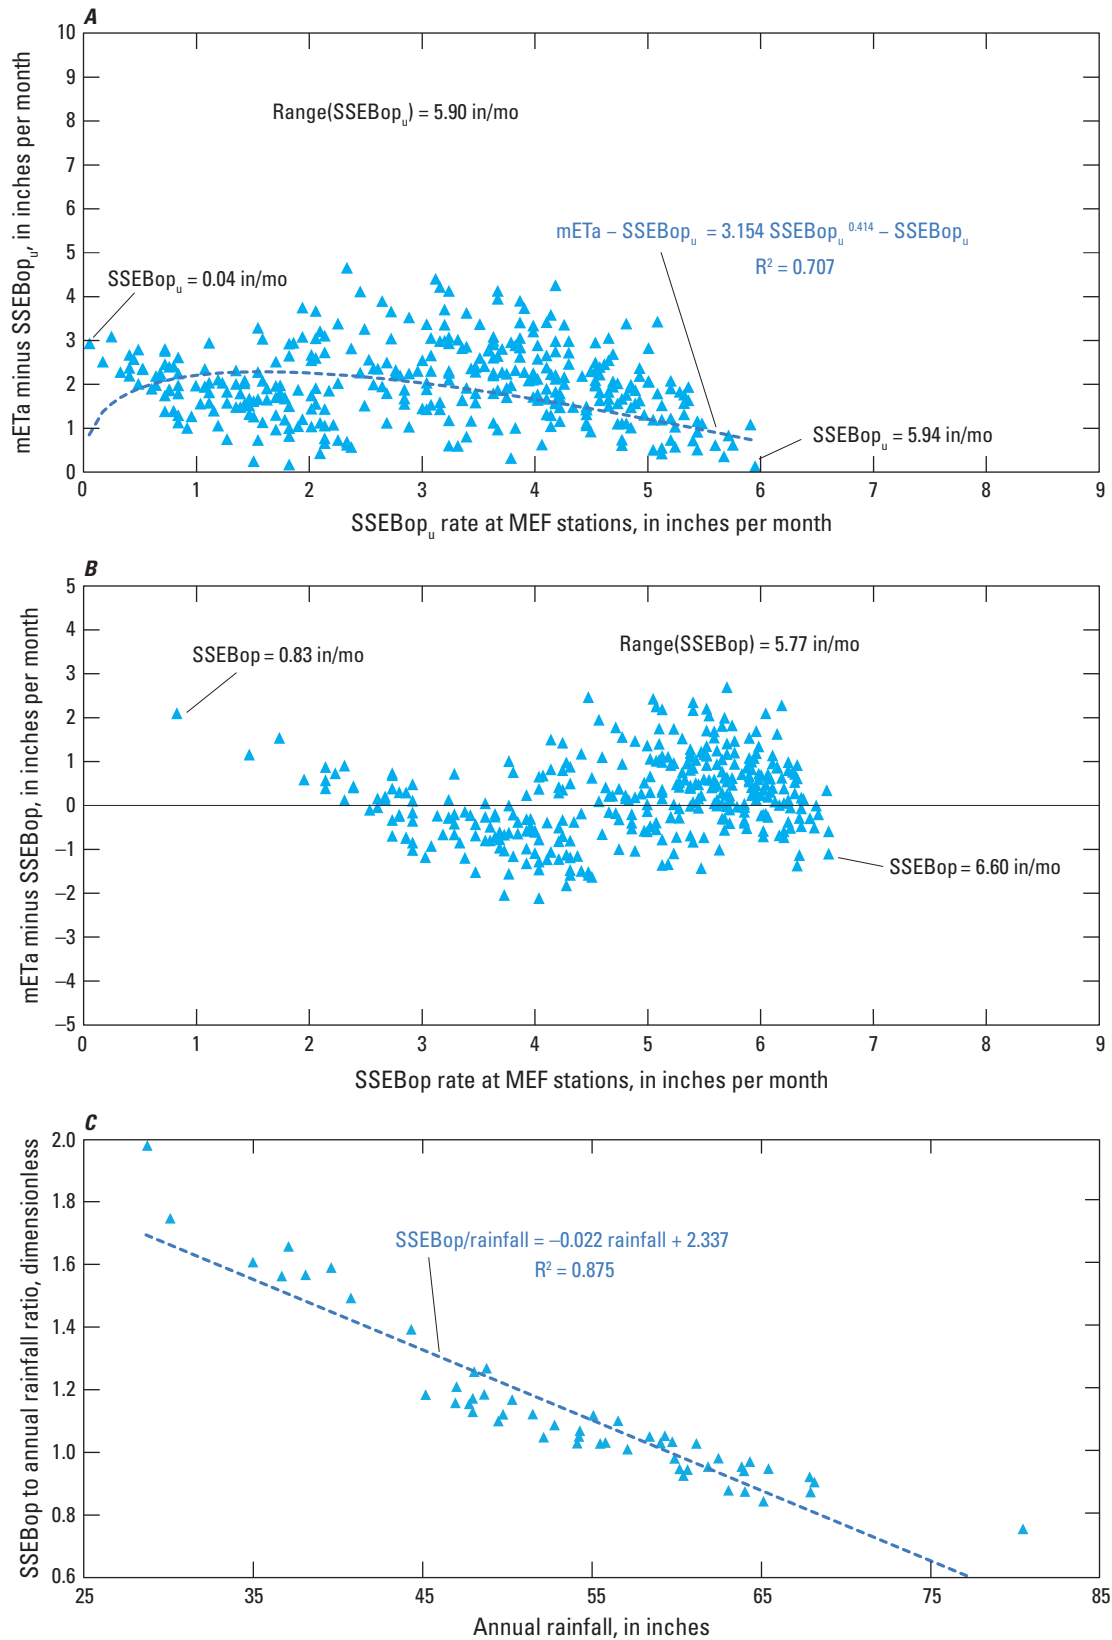 A
10
9
8
7
6
5
4
3
2
1
0
mETa minus SSEBopᵤ, in inches per month
Range(SSEBopᵤ) = 5.90 in/mo
mETa – SSEBopᵤ = 3.154 SSEBopᵤ ^0.414 – SSEBopᵤ
R² = 0.707
SSEBopᵤ = 0.04 in/mo
SSEBopᵤ = 5.94 in/mo
0 1 2 3 4 5 6 7 8 9
SSEBopᵤ rate at MEF stations, in inches per month
B
5
4
3
2
1
0
–1
–2
–3
–4
–5
mETa minus SSEBop, in inches per month
Range(SSEBop) = 5.77 in/mo
SSEBop = 0.83 in/mo
SSEBop = 6.60 in/mo
0 1 2 3 4 5 6 7 8 9
SSEBop rate at MEF stations, in inches per month
C
2.0
1.8
1.6
1.4
1.2
1.0
0.8
0.6
SSEBop to annual rainfall ratio, dimensionless
SSEBop/rainfall = –0.022 rainfall + 2.337
R² = 0.875
25 35 45 55 65 75 85
Annual rainfall, in inches